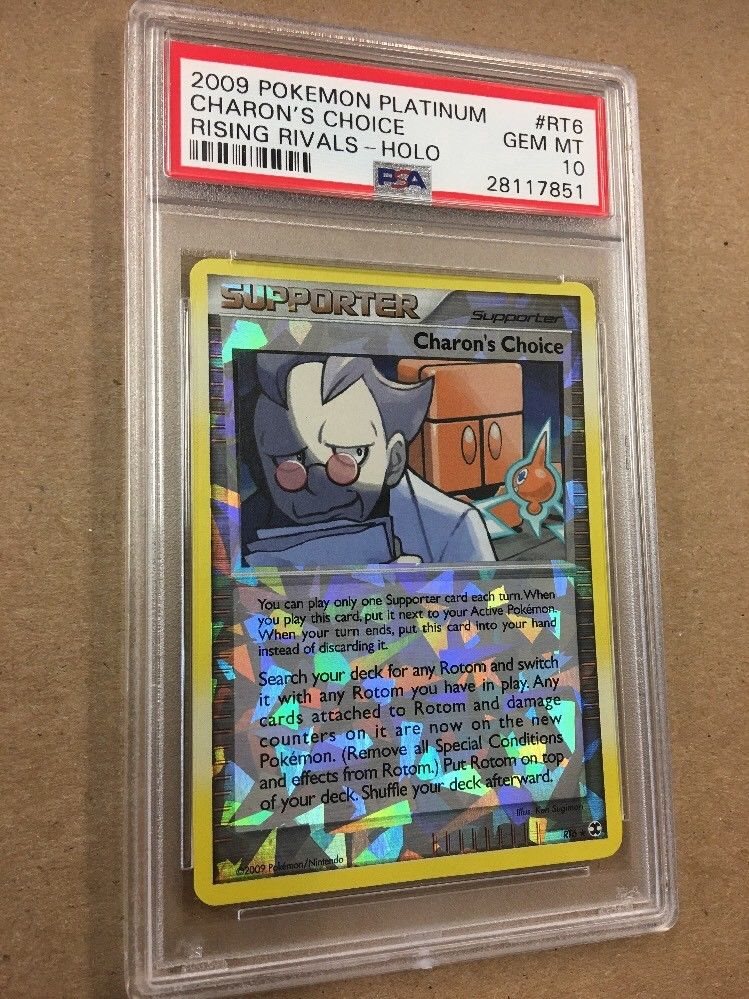 2009 POKEMON PLATINUM #RT6
CHARON'S CHOICE GEM MT
RISING RIVALS - HOLO 10
PSA 28117851
SUPPORTER Supporter
Charon's Choice
You can play only one Supporter card each turn. When
you play this card, put it next to your Active Pokémon.
When your turn ends, put this card into your hand
instead of discarding it.
Search your deck for any Rotom and switch
it with any Rotom you have in play. Any
cards attached to Rotom and damage
counters on it are now on the new
Pokémon. (Remove all Special Conditions
and effects from Rotom.) Put Rotom on top
of your deck. Shuffle your deck afterward.
Illus. Ken Sugimori
©2009 Pokémon/Nintendo RT6